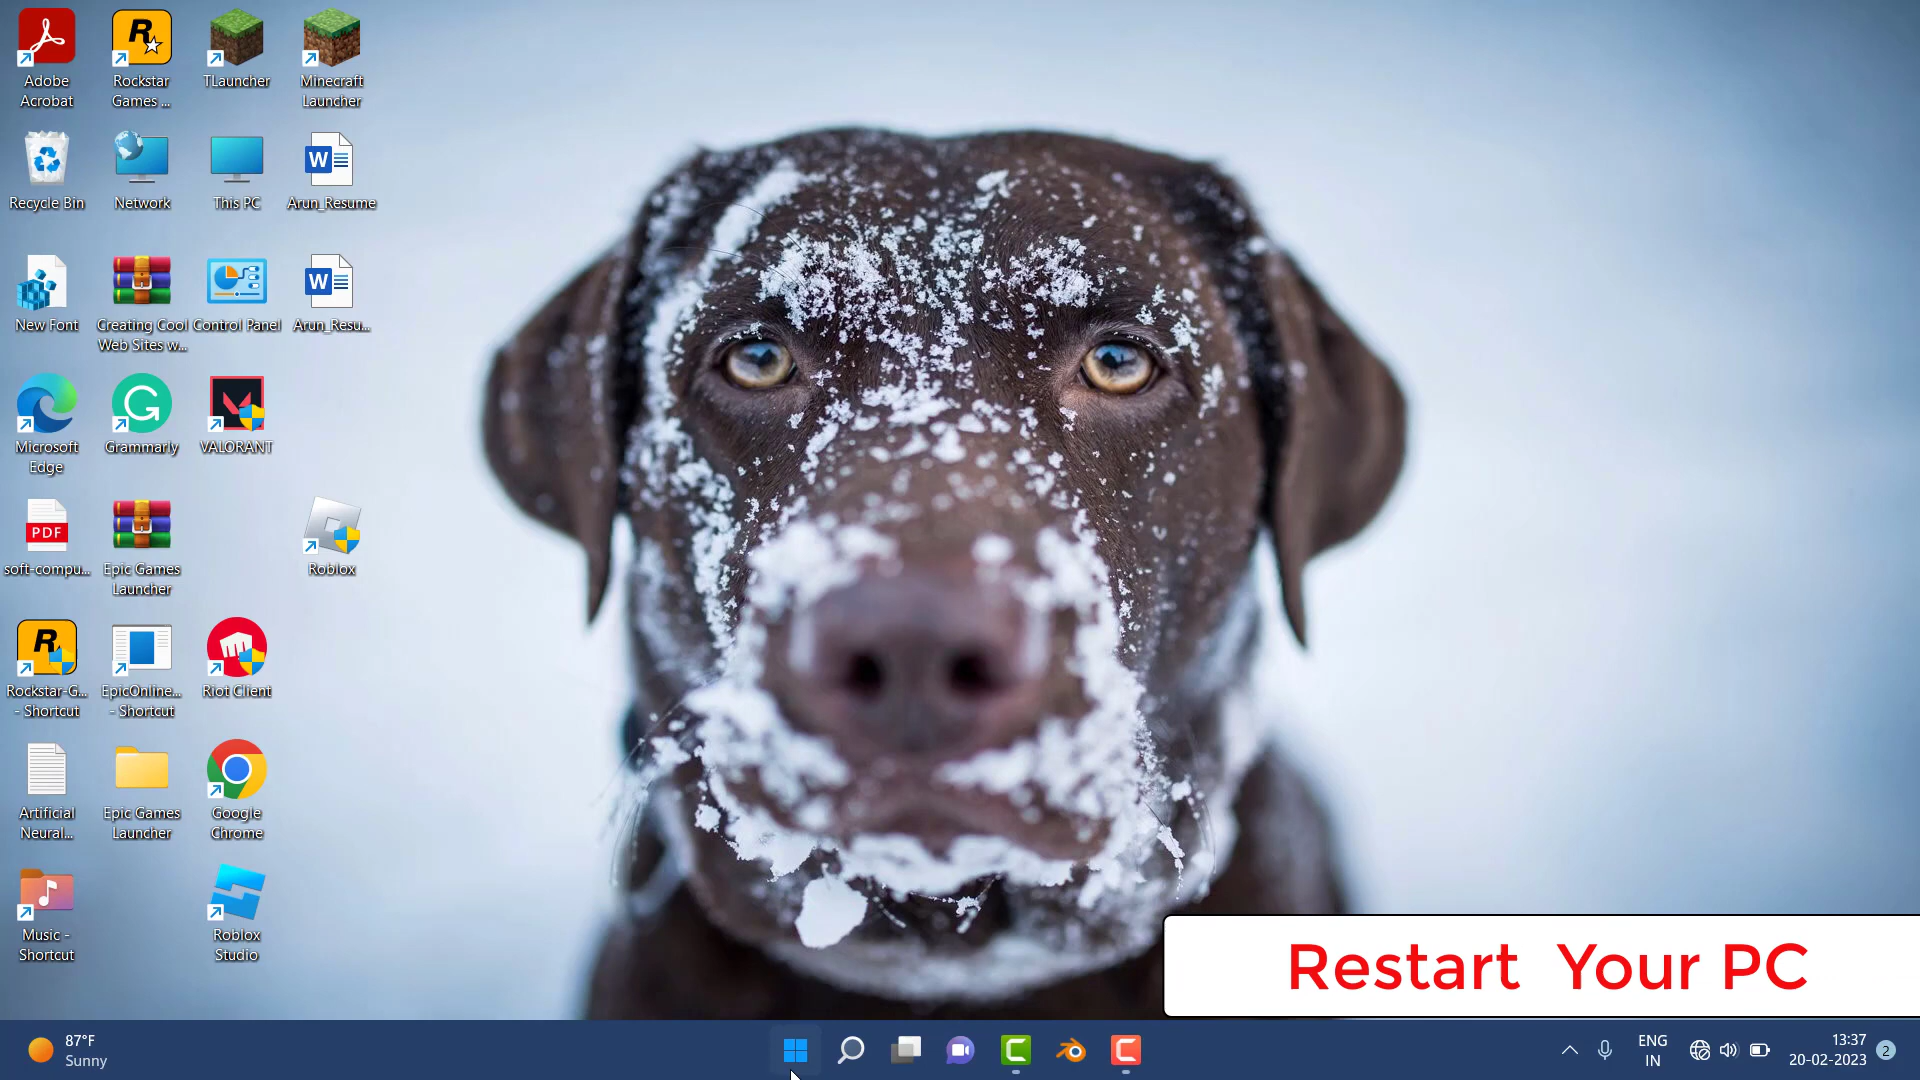 Adobe
Acrobat
Rockstar
Games ...
TLauncher
Minecraft
Launcher
Recycle Bin
Network
This PC
Arun_Resume
New Font
Creating Cool
Web Sites w...
Control Panel
Arun_Resu...
Microsoft
Edge
Grammarly
VALORANT
PDF
soft-compu...
Epic Games
Launcher
Roblox
Rockstar-G...
- Shortcut
EpicOnline...
- Shortcut
Riot Client
Artificial
Neural...
Epic Games
Launcher
Google
Chrome
Music -
Shortcut
Roblox
Studio
Restart Your PC
87°F
Sunny
ENG
IN
13:37
20-02-2023
2